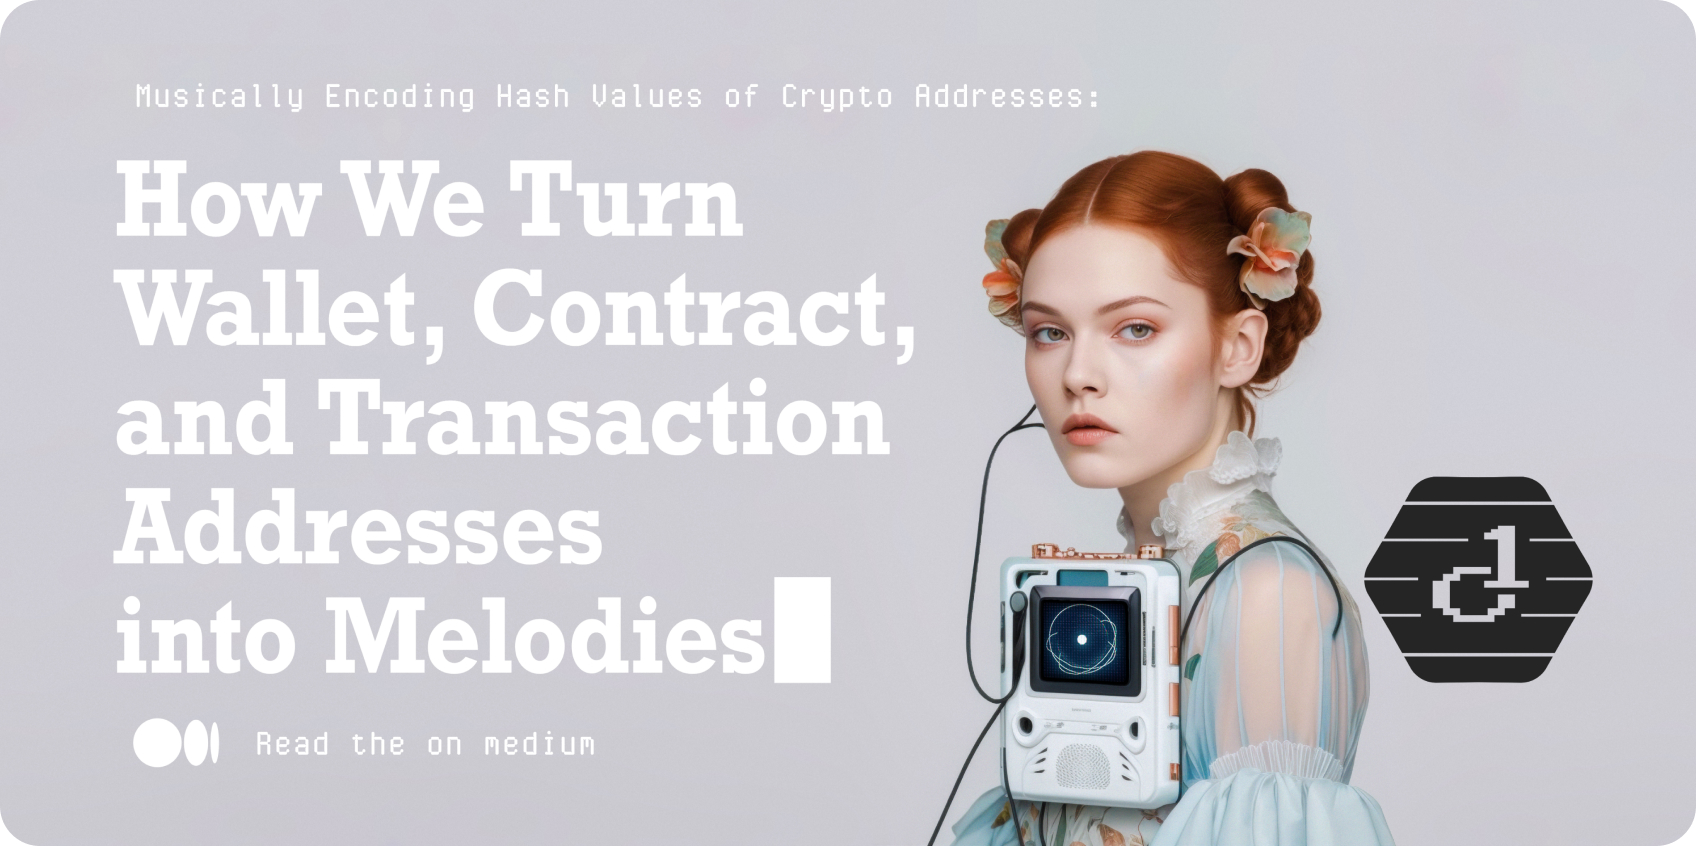 Musically Encoding Hash Values of Crypto Addresses:
How We Turn
Wallet, Contract,
and Transaction
Addresses
into Melodies
Read the on medium